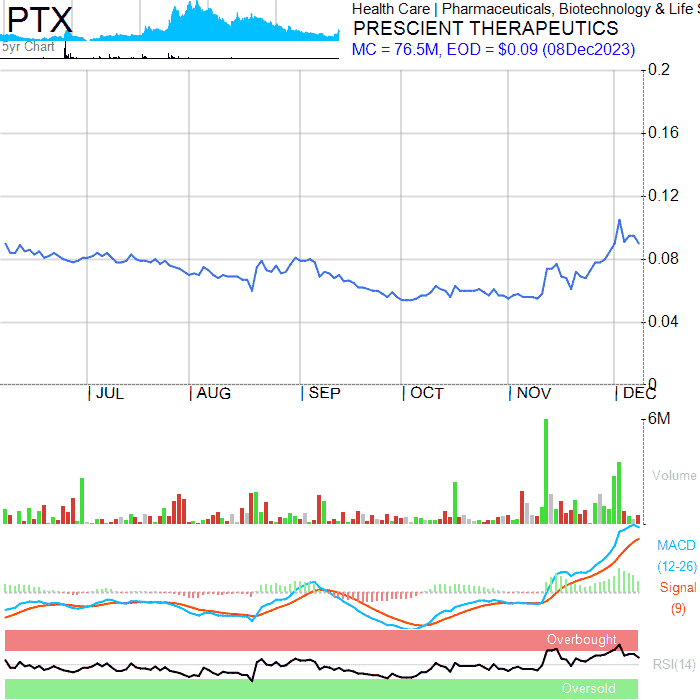 PTX
5yr Chart
Health Care | Pharmaceuticals, Biotechnology & Life S
PRESCIENT THERAPEUTICS
MC = 76.5M, EOD = $0.09 (08Dec2023)
0.2
0.16
0.12
0.08
0.04
0
| JUL | AUG | SEP | OCT | NOV | DEC
6M
Volume
MACD
(12-26)
Signal
(9)
Overbought
RSI(14)
Oversold